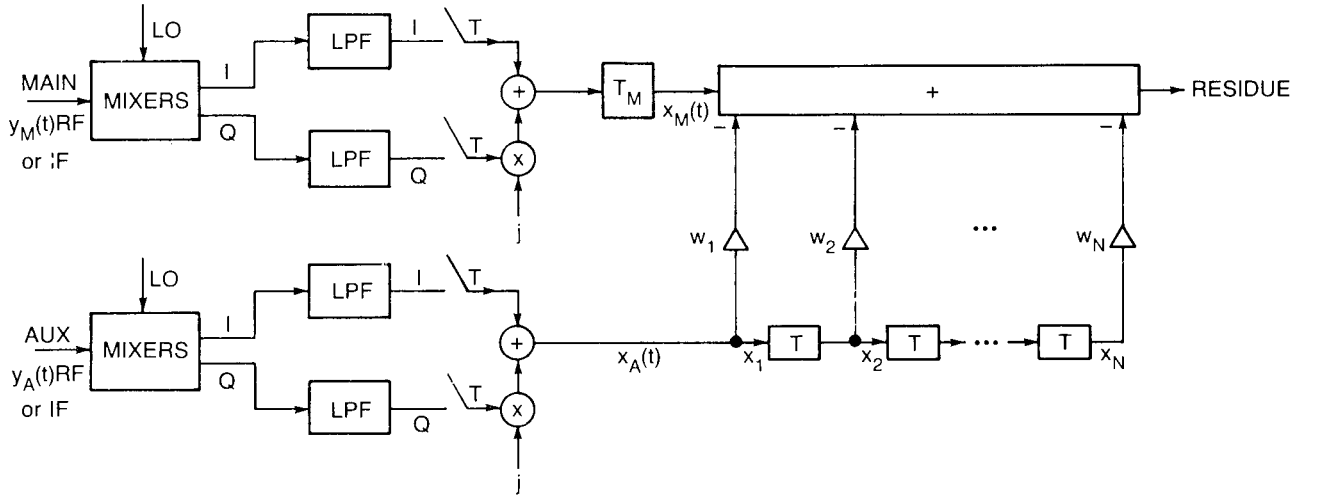 LO
MAIN
y_M(t)RF
or IF
MIXERS
I
Q
LPF
I
T
LPF
Q
T
+
x
j
T_M
x_M(t)
+
RESIDUE
–
–
–
w_1
w_2
...
w_N
LO
AUX
y_A(t)RF
or IF
MIXERS
I
Q
LPF
I
T
LPF
Q
T
+
x
j
x_A(t)
x_1
T
x_2
T
...
T
x_N